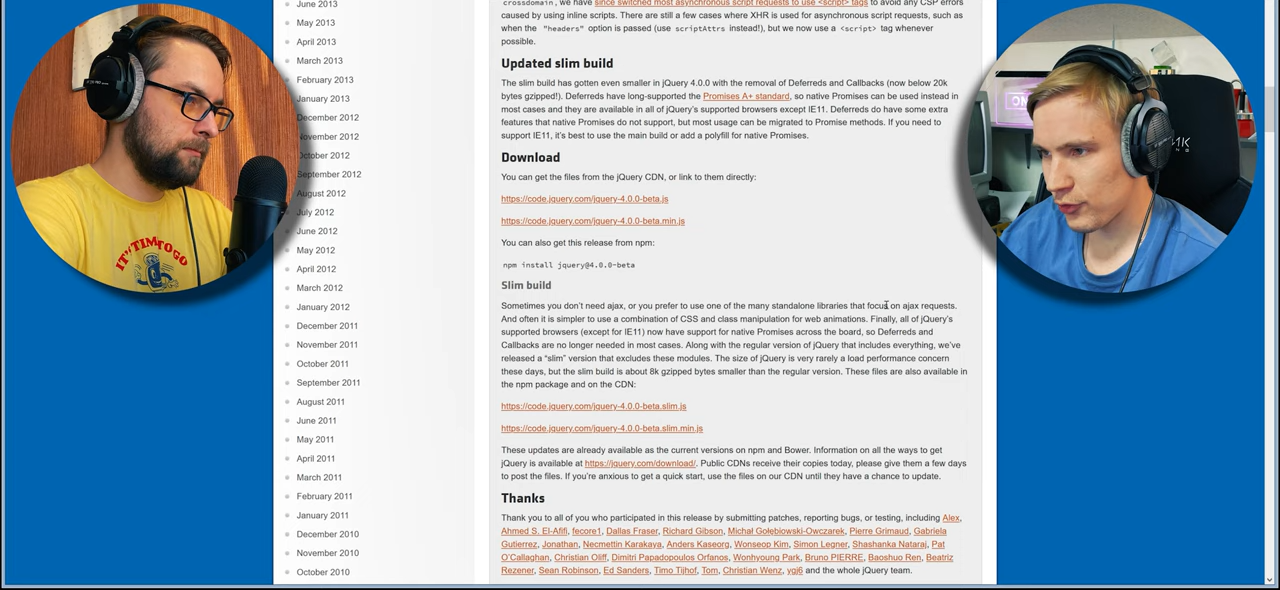 June 2013
May 2013
April 2013
March 2013
February 2013
January 2013
December 2012
November 2012
October 2012
September 2012
August 2012
July 2012
June 2012
May 2012
April 2012
March 2012
January 2012
December 2011
November 2011
October 2011
September 2011
August 2011
June 2011
May 2011
April 2011
March 2011
February 2011
January 2011
December 2010
November 2010
October 2010
crossdomain, we have since switched most asynchronous script requests to use <script> tags to avoid any CSP errors
caused by using inline scripts. There are still a few cases where XHR is used for asynchronous script requests, such as
when the "headers" option is passed (use scriptAttrs instead!), but we now use a <script> tag whenever
possible.
Updated slim build
The slim build has gotten even smaller in jQuery 4.0.0 with the removal of Deferreds and Callbacks (now below 20k
bytes gzipped!). Deferreds have long-supported the Promises A+ standard, so native Promises can be used instead in
most cases and they are available in all of jQuery's supported browsers except IE11. Deferreds do have some extra
features that native Promises do not support, but most usage can be migrated to Promise methods. If you need to
support IE11, it's best to use the main build or add a polyfill for native Promises.
Download
You can get the files from the jQuery CDN, or link to them directly:
https://code.jquery.com/jquery-4.0.0-beta.js
https://code.jquery.com/jquery-4.0.0-beta.min.js
You can also get this release from npm:
npm install jquery@4.0.0-beta
Slim build
Sometimes you don't need ajax, or you prefer to use one of the many standalone libraries that focus on ajax requests.
And often it is simpler to use a combination of CSS and class manipulation for web animations. Finally, all of jQuery's
supported browsers (except for IE11) now have support for native Promises across the board, so Deferreds and
Callbacks are no longer needed in most cases. Along with the regular version of jQuery that includes everything, we've
released a "slim" version that excludes these modules. The size of jQuery is very rarely a load performance concern
these days, but the slim build is about 8k gzipped bytes smaller than the regular version. These files are also available in
the npm package and on the CDN:
https://code.jquery.com/jquery-4.0.0-beta.slim.js
https://code.jquery.com/jquery-4.0.0-beta.slim.min.js
These updates are already available as the current versions on npm and Bower. Information on all the ways to get
jQuery is available at https://jquery.com/download/. Public CDNs receive their copies today, please give them a few days
to post the files. If you're anxious to get a quick start, use the files on our CDN until they have a chance to update.
Thanks
Thank you to all of you who participated in this release by submitting patches, reporting bugs, or testing, including Alex,
Ahmed S. El-Afifi, fecore1, Dallas Fraser, Richard Gibson, Michał Gołębiowski-Owczarek, Pierre Grimaud, Gabriela
Gutierrez, Jonathan, Necmettin Karakaya, Anders Kaseorg, Wonseop Kim, Simon Legner, Shashanka Nataraj, Pat
O'Callaghan, Christian Oliff, Dimitri Papadopoulos Orfanos, Wonhyoung Park, Bruno PIERRE, Baoshuo Ren, Beatriz
Rezener, Sean Robinson, Ed Sanders, Timo Tijhof, Tom, Christian Wenz, ygj6 and the whole jQuery team.
IT'S TIM TO GO
ON